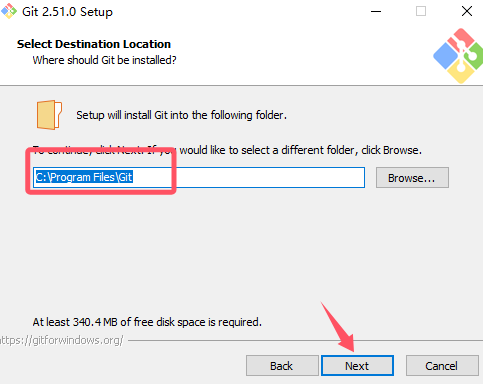 Git 2.51.0 Setup
Select Destination Location
Where should Git be installed?
Setup will install Git into the following folder.
To continue, click Next. If you would like to select a different folder, click Browse.
C:\Program Files\Git
Browse...
At least 340.4 MB of free disk space is required.
https://gitforwindows.org/
Back
Next
Cancel